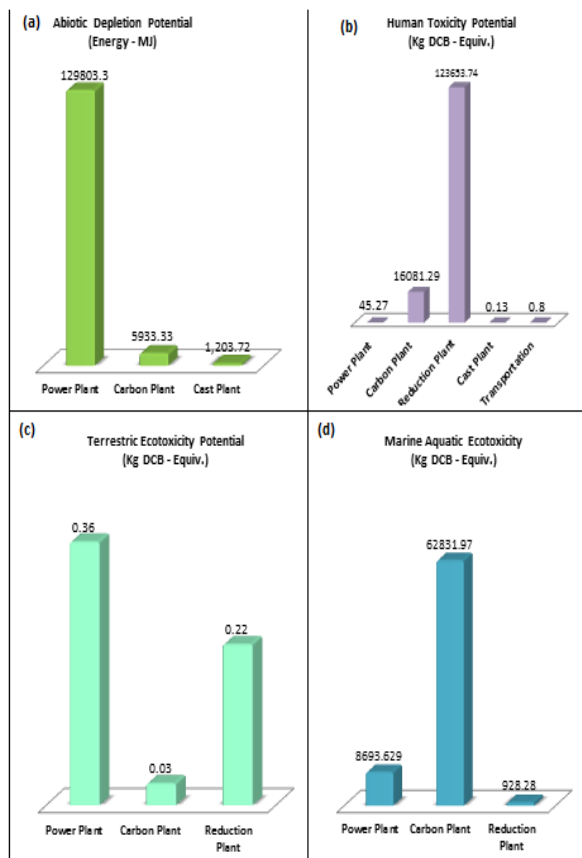 (a)
Abiotic Depletion Potential
(Energy - MJ)
129803.3
5933.33
1,203.72
Power Plant Carbon Plant Cast Plant
(b)
Human Toxicity Potential
(Kg DCB - Equiv.)
123653.74
16081.29
45.27
0.13
0.8
Power Plant
Carbon Plant
Reduction Plant
Cast Plant
Transportation
(c)
Terrestric Ecotoxicity Potential
(Kg DCB - Equiv.)
0.36
0.03
0.22
Power Plant Carbon Plant Reduction
Plant
(d)
Marine Aquatic Ecotoxicity
(Kg DCB - Equiv.)
62831.97
8693.629
928.28
Power Plant Carbon Plant Reduction
Plant